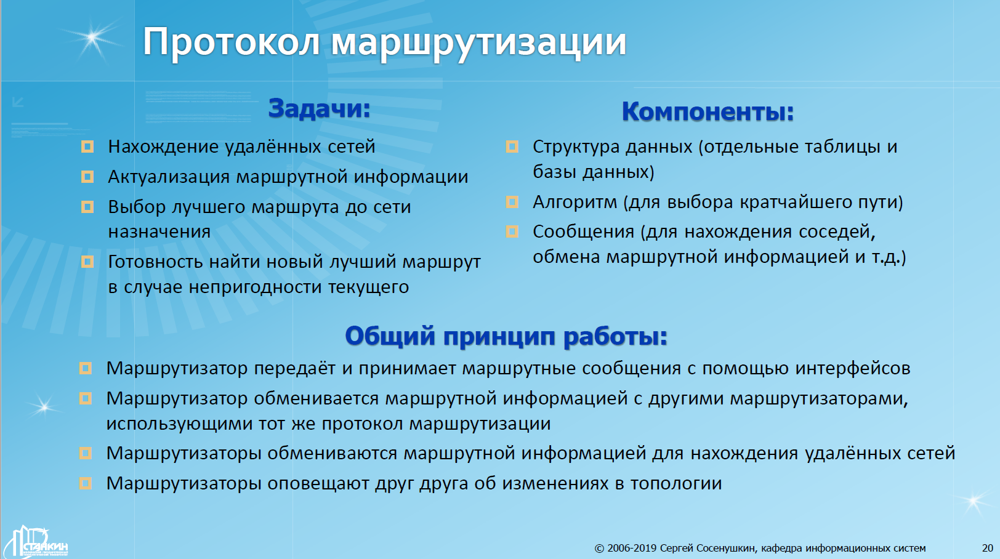 Протокол маршрутизации
Задачи:
Нахождение удалённых сетей
Актуализация маршрутной информации
Выбор лучшего маршрута до сети
назначения
Готовность найти новый лучший маршрут
в случае непригодности текущего
Компоненты:
Структура данных (отдельные таблицы и
базы данных)
Алгоритм (для выбора кратчайшего пути)
Сообщения (для нахождения соседей,
обмена маршрутной информацией и т.д.)
Общий принцип работы:
Маршрутизатор передаёт и принимает маршрутные сообщения с помощью интерфейсов
Маршрутизатор обменивается маршрутной информацией с другими маршрутизаторами,
использующими тот же протокол маршрутизации
Маршрутизаторы обмениваются маршрутной информацией для нахождения удалённых сетей
Маршрутизаторы оповещают друг друга об изменениях в топологии
СТАНКИН
© 2006-2019 Сергей Сосенушкин, кафедра информационных систем
20